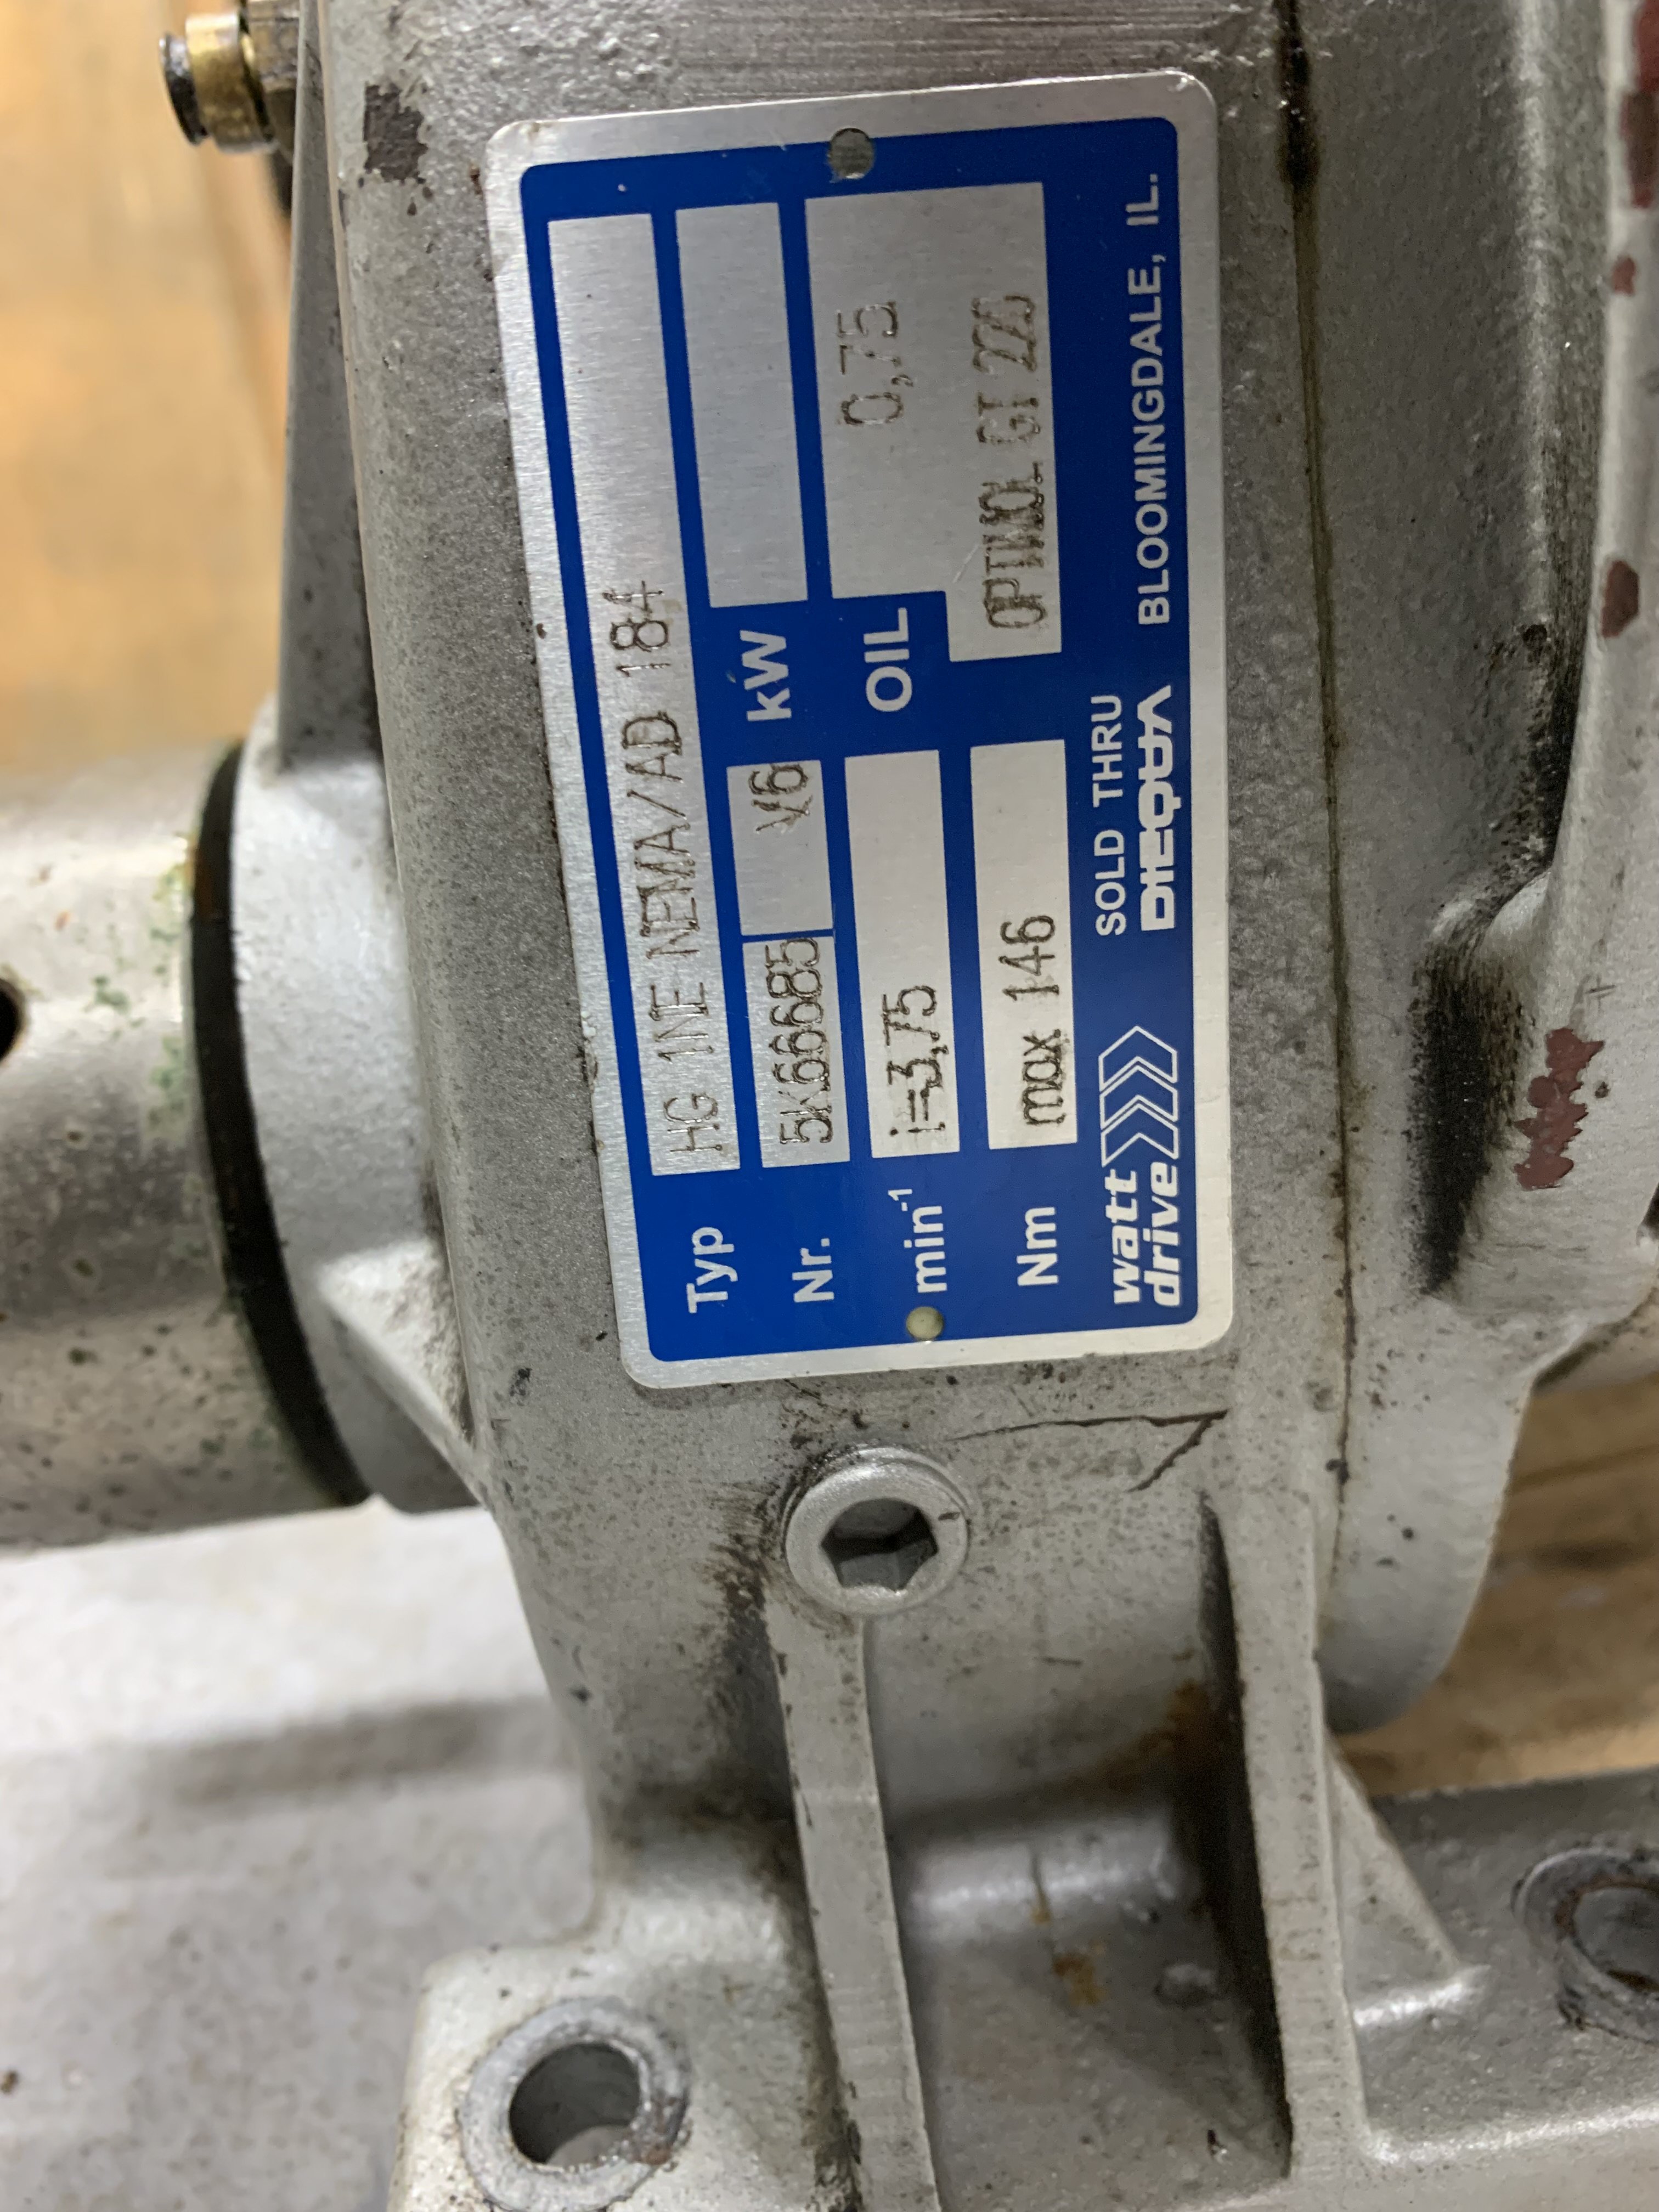 Typ HG 1NE NEMA/AD 184
Nr. 5K66685 V6 kW
min-1 i=3,75 OIL 0,75
Nm max 146 OPTIMOL GT 220
watt
drive
SOLD THRU
DIEQUA BLOOMINGDALE, IL.